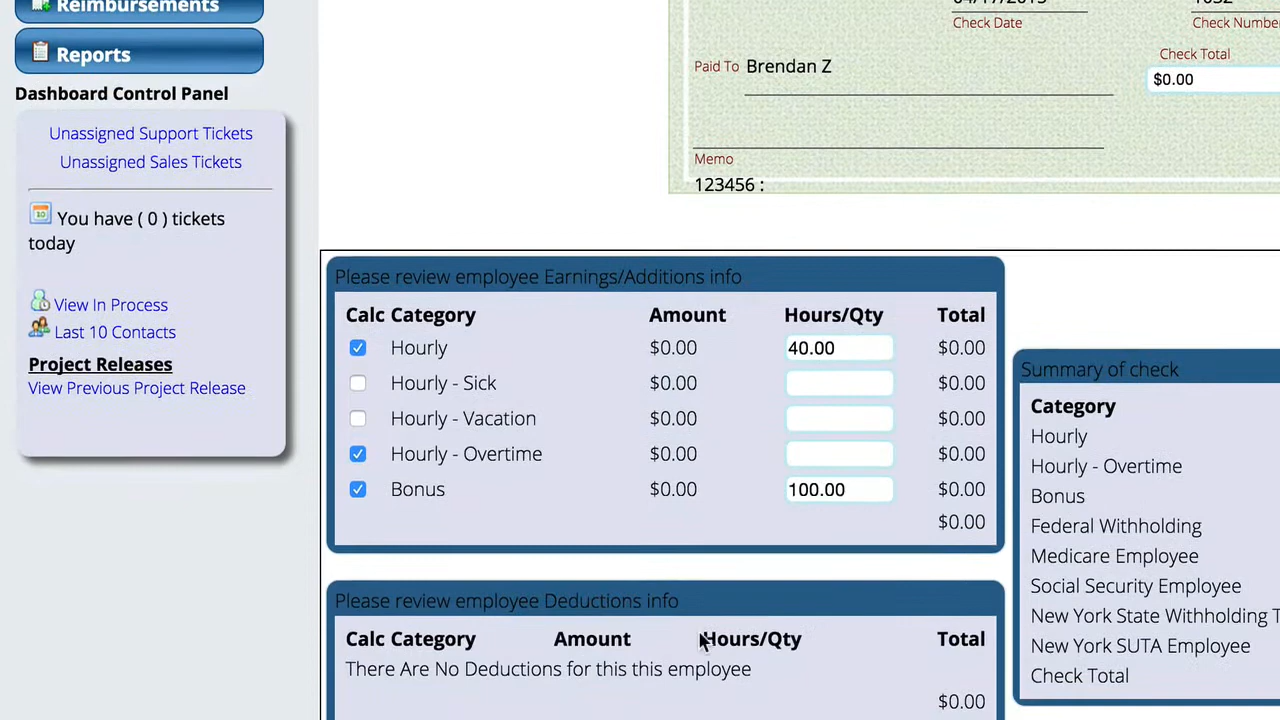 Reimbursements
Reports
Dashboard Control Panel
Unassigned Support Tickets
Unassigned Sales Tickets
You have ( 0 ) tickets
today
View In Process
Last 10 Contacts
Project Releases
View Previous Project Release
Check Date
Check Number
Check Total
Paid To Brendan Z
$0.00
Memo
123456 :
Please review employee Earnings/Additions info
Calc Category Amount Hours/Qty Total
Hourly $0.00 40.00 $0.00
Hourly - Sick $0.00 $0.00
Hourly - Vacation $0.00 $0.00
Hourly - Overtime $0.00 $0.00
Bonus $0.00 100.00 $0.00
$0.00
Please review employee Deductions info
Calc Category Amount Hours/Qty Total
There Are No Deductions for this this employee
$0.00
Summary of check
Category
Hourly
Hourly - Overtime
Bonus
Federal Withholding
Medicare Employee
Social Security Employee
New York State Withholding
New York SUTA Employee
Check Total